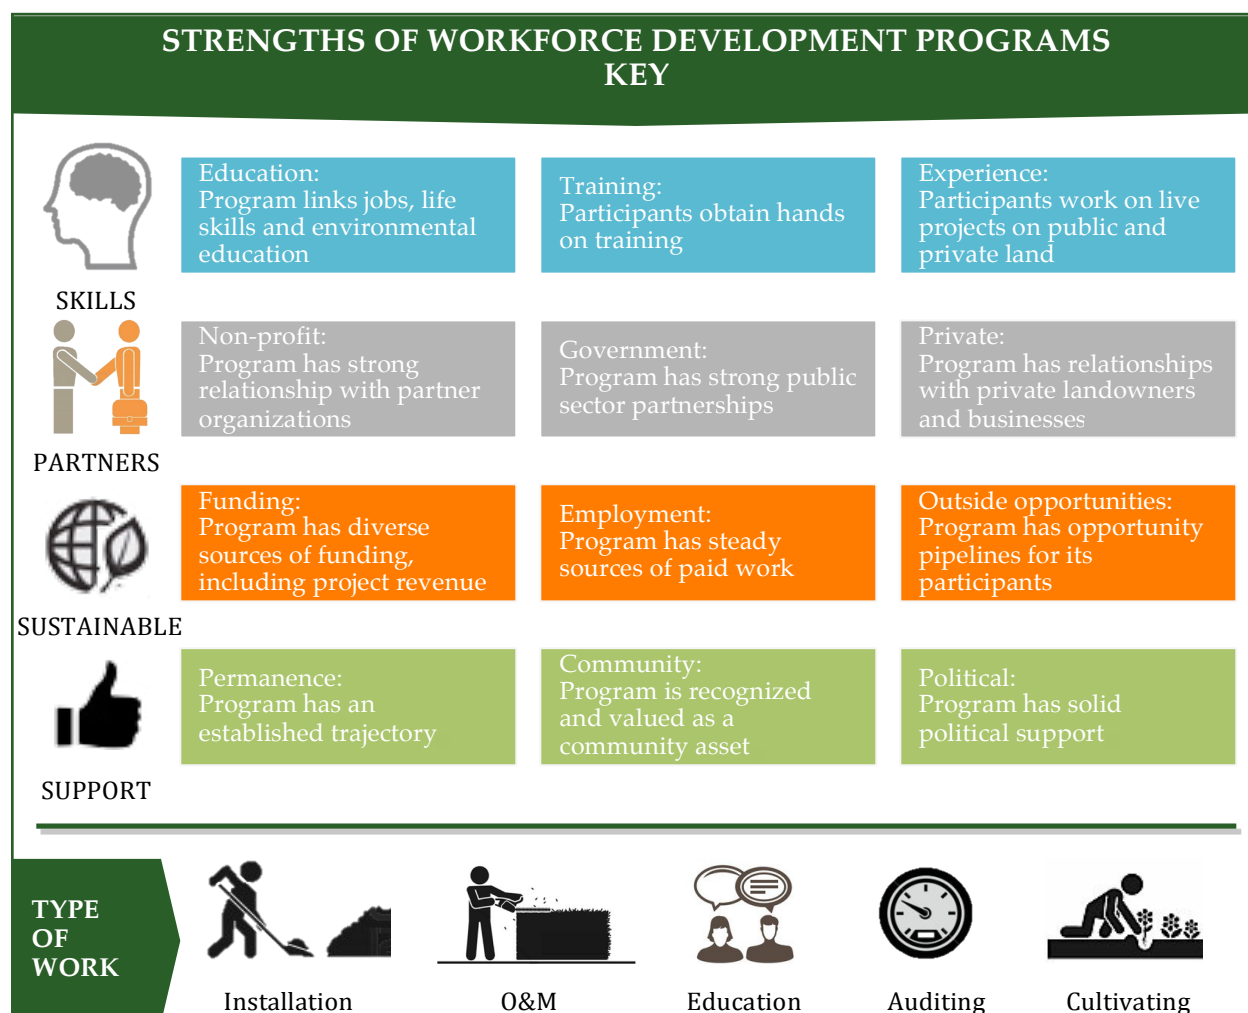 STRENGTHS OF WORKFORCE DEVELOPMENT PROGRAMS
KEY
Education:
Program links jobs, life
skills and environmental
education
Training:
Participants obtain hands
on training
Experience:
Participants work on live
projects on public and
private land
SKILLS
Non-profit:
Program has strong
relationship with partner
organizations
Government:
Program has strong public
sector partnerships
Private:
Program has relationships
with private landowners
and businesses
PARTNERS
Funding:
Program has diverse
sources of funding,
including project revenue
Employment:
Program has steady
sources of paid work
Outside opportunities:
Program has opportunity
pipelines for its
participants
SUSTAINABLE
Permanence:
Program has an
established trajectory
Community:
Program is recognized
and valued as a
community asset
Political:
Program has solid
political support
SUPPORT
TYPE
OF
WORK
Installation
O&M
Education
Auditing
Cultivating